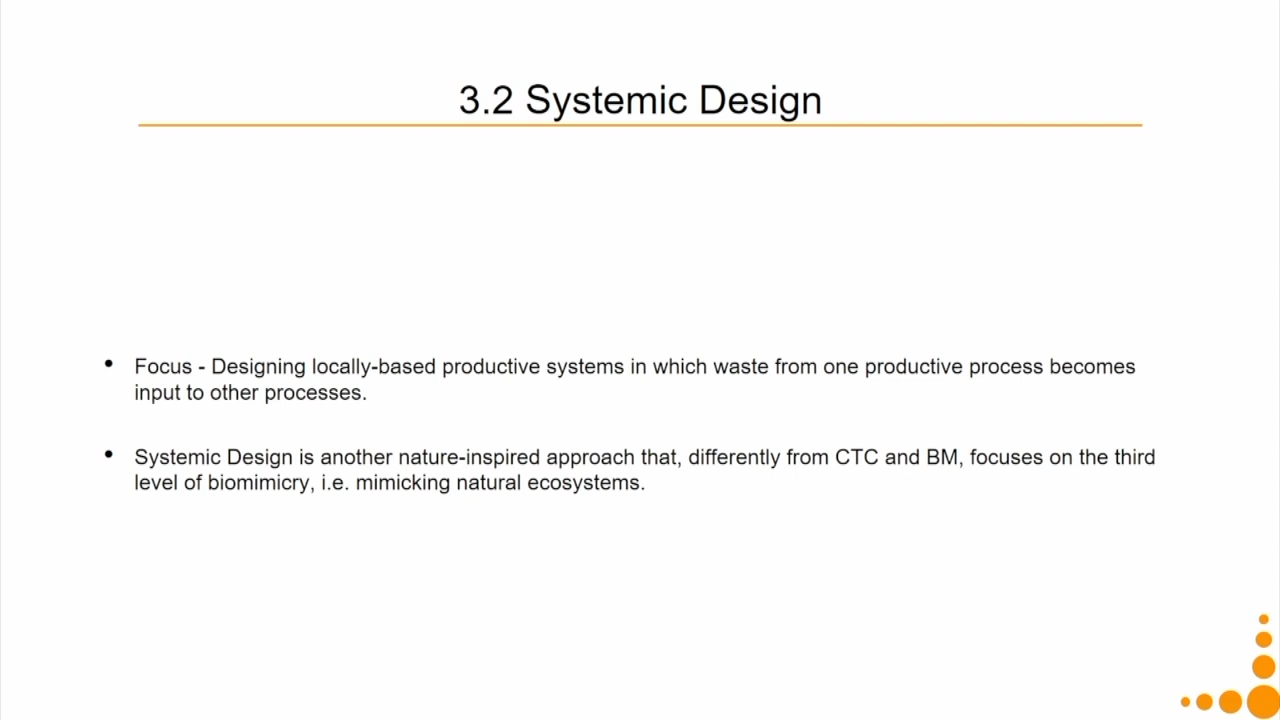 3.2 Systemic Design
• Focus - Designing locally-based productive systems in which waste from one productive process becomes
input to other processes.
• Systemic Design is another nature-inspired approach that, differently from CTC and BM, focuses on the third
level of biomimicry, i.e. mimicking natural ecosystems.